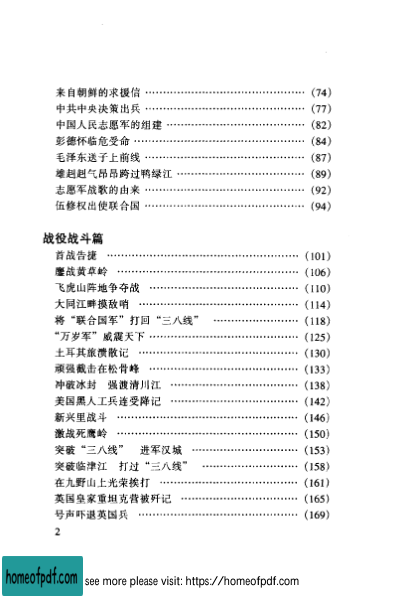 来自朝鲜的求援信 ………………………………… (74)
中共中央决策出兵 ………………………………… (77)
中国人民志愿军的组建 …………………………… (82)
彭德怀临危受命 …………………………………… (84)
毛泽东送子上前线 ………………………………… (87)
雄赳赳气昂昂跨过鸭绿江 ………………………… (89)
志愿军战歌的由来 ………………………………… (92)
伍修权出使联合国 ………………………………… (94)
战役战斗篇
首战告捷 ………………………………………… (101)
鏖战黄草岭 ……………………………………… (106)
飞虎山阵地争夺战 ……………………………… (110)
大同江畔摸敌哨 ………………………………… (114)
将“联合国军”打回“三八线” ………………… (118)
“万岁军”威震天下 ……………………………… (125)
土耳其旅溃散记 ………………………………… (130)
顽强截击在松骨峰 ……………………………… (133)
冲破冰封 强渡清川江 ………………………… (138)
美国黑人工兵连受降记 ………………………… (142)
新兴里战斗 ……………………………………… (146)
激战死鹰岭 ……………………………………… (150)
突破“三八线” 进军汉城 ……………………… (153)
突破临津江 打过“三八线” …………………… (158)
在九野山上光荣挨打 …………………………… (161)
英国皇家重坦克营被歼记 ……………………… (165)
号声吓退英国兵 ………………………………… (169)
2
homeofpdf.com see more please visit: https://homeofpdf.com